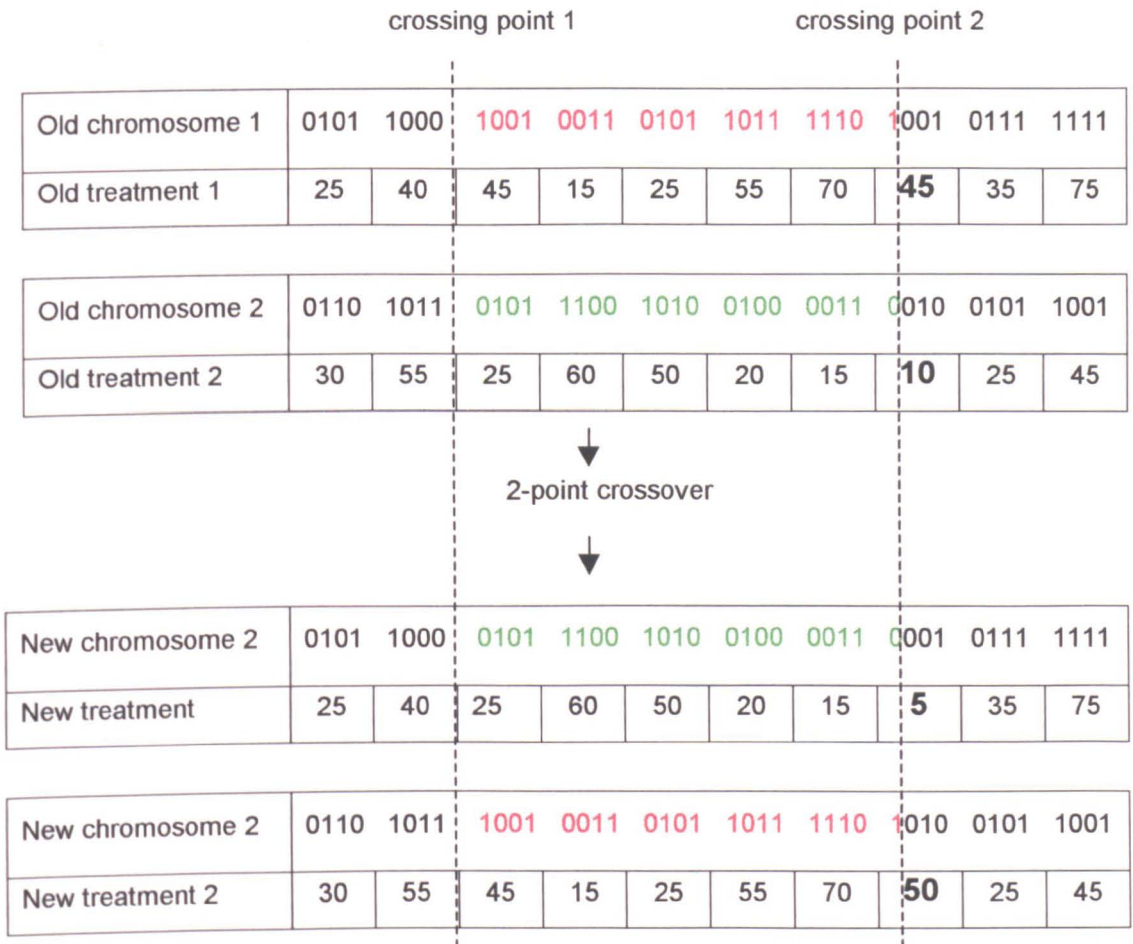 crossing point 1 crossing point 2
Old chromosome 1 0101 1000 1001 0011 0101 1011 1110 1001 0111 1111
Old treatment 1 25 40 45 15 25 55 70 45 35 75
Old chromosome 2 0110 1011 0101 1100 1010 0100 0011 0010 0101 1001
Old treatment 2 30 55 25 60 50 20 15 10 25 45
2-point crossover
New chromosome 2 0101 1000 0101 1100 1010 0100 0011 0001 0111 1111
New treatment 25 40 25 60 50 20 15 5 35 75
New chromosome 2 0110 1011 1001 0011 0101 1011 1110 1010 0101 1001
New treatment 2 30 55 45 15 25 55 70 50 25 45